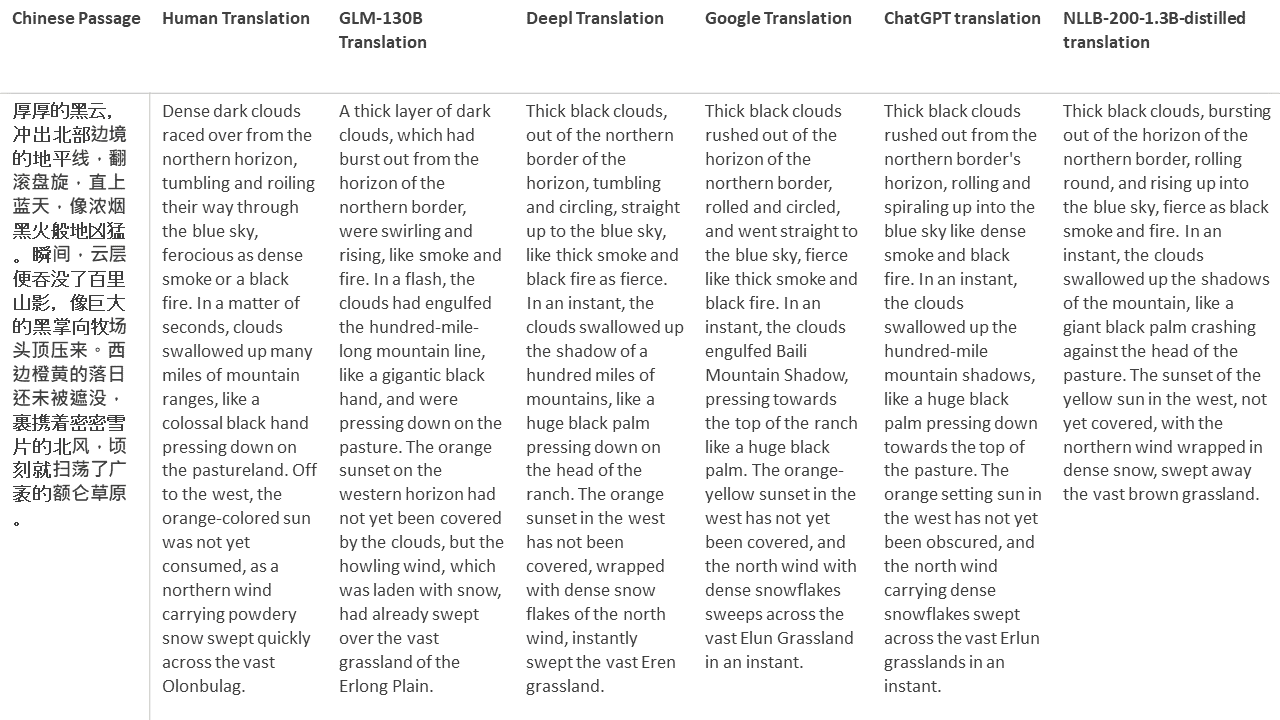 Chinese Passage
Human Translation
GLM-130B
Translation
Deepl Translation
Google Translation
ChatGPT translation
NLLB-200-1.3B-distilled
translation
厚厚的黑云，
冲出北部边境
的地平线，翻
滚盘旋，直上
蓝天，像浓烟
黑火般地凶猛
。瞬间，云层
便吞没了百里
山影，像巨大
的黑掌向牧场
头顶压来。西
边橙黄的落日
还未被遮没，
裹携着密密雪
片的北风，顷
刻就扫荡了广
袤的额仑草原
。
Dense dark clouds
raced over from the
northern horizon,
tumbling and roiling
their way through
the blue sky,
ferocious as dense
smoke or a black
fire. In a matter of
seconds, clouds
swallowed up many
miles of mountain
ranges, like a
colossal black hand
pressing down on
the pastureland. Off
to the west, the
orange-colored sun
was not yet
consumed, as a
northern wind
carrying powdery
snow swept quickly
across the vast
Olonbulag.
A thick layer of dark
clouds, which had
burst out from the
horizon of the
northern border,
were swirling and
rising, like smoke and
fire. In a flash, the
clouds had engulfed
the hundred-mile-
long mountain line,
like a gigantic black
hand, and were
pressing down on the
pasture. The orange
sunset on the
western horizon had
not yet been covered
by the clouds, but the
howling wind, which
was laden with snow,
had already swept
over the vast
grassland of the
Erlong Plain.
Thick black clouds,
out of the northern
border of the
horizon, tumbling
and circling, straight
up to the blue sky,
like thick smoke and
black fire as fierce.
In an instant, the
clouds swallowed up
the shadow of a
hundred miles of
mountains, like a
huge black palm
pressing down on
the head of the
ranch. The orange
sunset in the west
has not been
covered, wrapped
with dense snow
flakes of the north
wind, instantly
swept the vast Eren
grassland.
Thick black clouds
rushed out of the
horizon of the
northern border,
rolled and circled,
and went straight to
the blue sky, fierce
like thick smoke and
black fire. In an
instant, the clouds
engulfed Baili
Mountain Shadow,
pressing towards
the top of the ranch
like a huge black
palm. The orange-
yellow sunset in the
west has not yet
been covered, and
the north wind with
dense snowflakes
sweeps across the
vast Elun Grassland
in an instant.
Thick black clouds
rushed out from the
northern border's
horizon, rolling and
spiraling up into the
blue sky like dense
smoke and black
fire. In an instant,
the clouds
swallowed up the
hundred-mile
mountain shadows,
like a huge black
palm pressing down
towards the top of
the pasture. The
orange setting sun in
the west has not yet
been obscured, and
the north wind
carrying dense
snowflakes swept
across the vast Erlun
grasslands in an
instant.
Thick black clouds, bursting
out of the horizon of the
northern border, rolling
round, and rising up into
the blue sky, fierce as black
smoke and fire. In an
instant, the clouds
swallowed up the shadows
of the mountain, like a
giant black palm crashing
against the head of the
pasture. The sunset of the
yellow sun in the west, not
yet covered, with the
northern wind wrapped in
dense snow, swept away
the vast brown grassland.